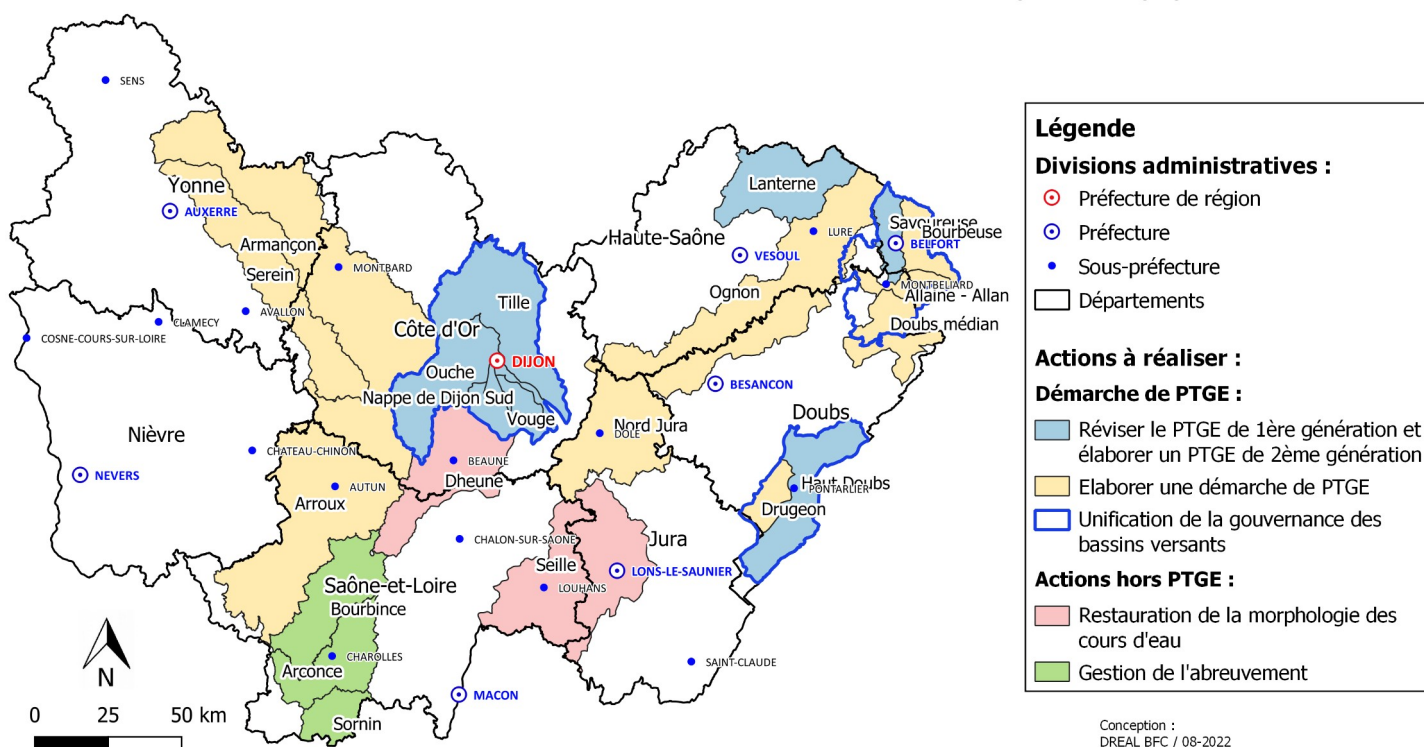 SENS
Yonne
AUXERRE
Armançon
Serein
MONTBARD
AVALLON
CLAMECY
COSNE-COURS-SUR-LOIRE
Nièvre
NEVERS
CHATEAU-CHINON
Côte d'Or
Tille
DIJON
Ouche
Nappe de Dijon Sud
Vouge
BEAUNE
Dheune
AUTUN
Arroux
CHALON-SUR-SAONE
Saône-et-Loire
Bourbince
CHAROLLES
Arconce
Sornin
MACON
Seille
LOUHANS
Jura
LONS-LE-SAUNIER
SAINT-CLAUDE
Nord Jura
DOLE
Lanterne
Haute-Saône
VESOUL
LURE
Ognon
Savoureuse
Bourbeuse
BELFORT
MONTBELIARD
Allaine - Allan
Doubs médian
BESANCON
Doubs
Haut Doubs
PONTARLIER
Drugeon
N
0 25 50 km
Légende
Divisions administratives :
Préfecture de région
Préfecture
Sous-préfecture
Départements
Actions à réaliser :
Démarche de PTGE :
Réviser le PTGE de 1ère génération et
élaborer un PTGE de 2ème génération
Elaborer une démarche de PTGE
Unification de la gouvernance des
bassins versants
Actions hors PTGE :
Restauration de la morphologie des
cours d'eau
Gestion de l'abreuvement
Conception :
DREAL BFC / 08-2022